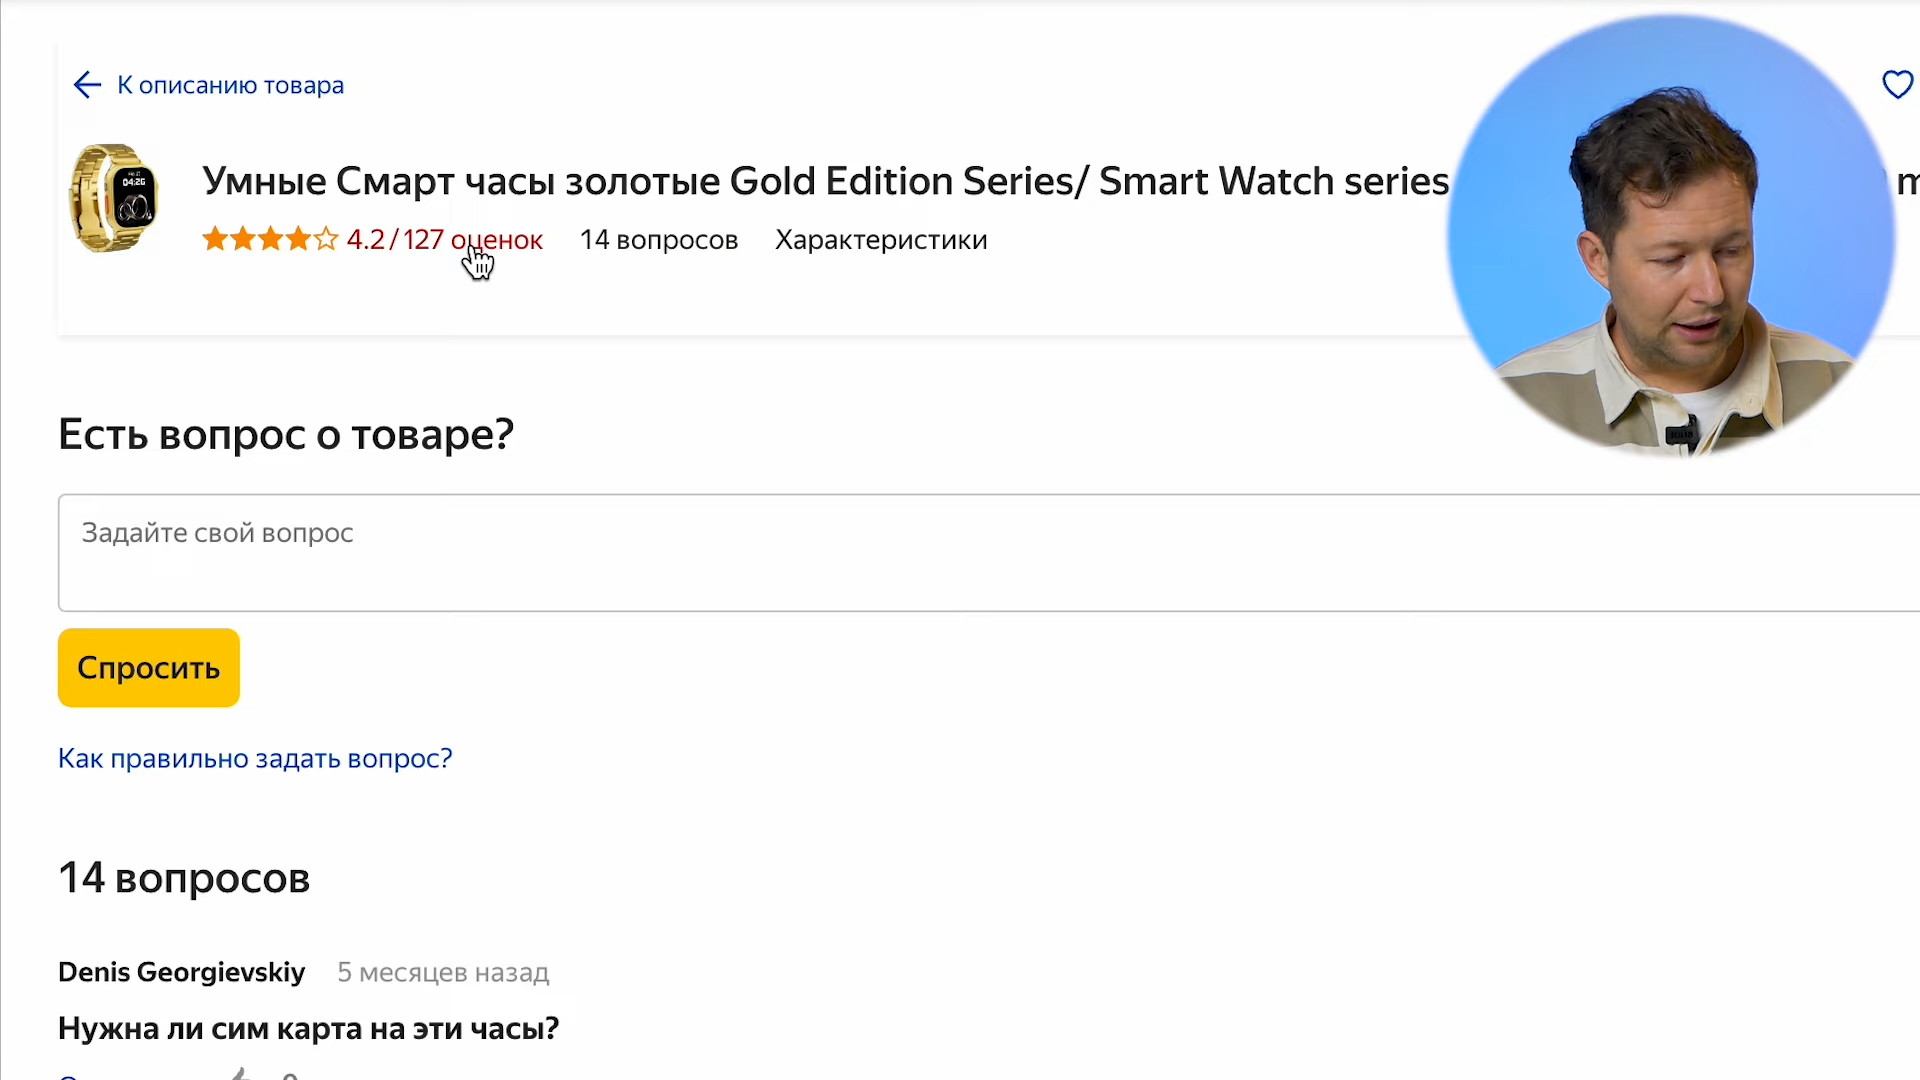 К описанию товара
Умные Смарт часы золотые Gold Edition Series/ Smart Watch series
4.2 / 127 оценок 14 вопросов Характеристики
04:26
Есть вопрос о товаре?
Задайте свой вопрос
Спросить
Как правильно задать вопрос?
14 вопросов
Denis Georgievskiy 5 месяцев назад
Нужна ли сим карта на эти часы?